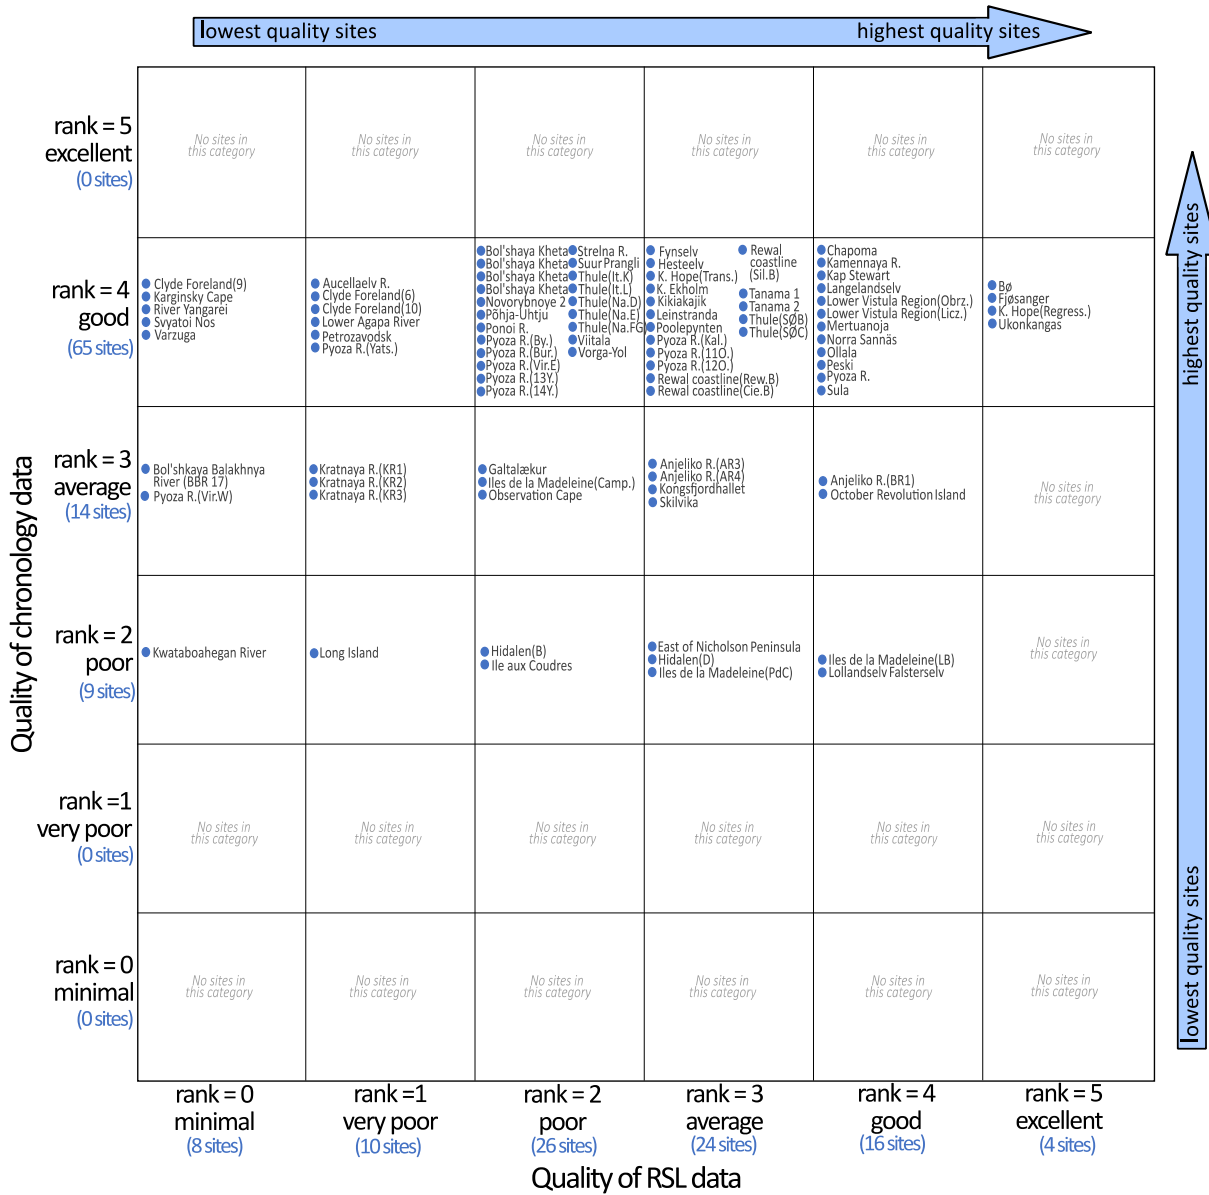 lowest quality sites
highest quality sites
rank = 5
excellent
(0 sites)
No sites in
this category
No sites in
this category
No sites in
this category
No sites in
this category
No sites in
this category
No sites in
this category
rank = 4
good
(65 sites)
Clyde Foreland(9)
Karginsky Cape
River Yangarei
Svyatoi Nos
Varzuga
Aucellaelv R.
Clyde Foreland(6)
Clyde Foreland(10)
Lower Agapa River
Petrozavodsk
Pyoza R.(Yats.)
Bol'shaya Kheta
Bol'shaya Kheta
Bol'shaya Kheta
Bol'shaya Kheta
Novorybnoye 2
Põhja-Uhtju
Ponoi R.
Pyoza R.(By.)
Pyoza R.(Bur.)
Pyoza R.(Vir.E)
Pyoza R.(13Y.)
Pyoza R.(14Y.)
Strelna R.
Suur Prangli
Thule(It.K)
Thule(It.L)
Thule(Na.D)
Thule(Na.E)
Thule(Na.FG)
Viitala
Vorga-Yol
Fynselv
Hesteelv
K. Hope(Trans.)
K. Ekholm
Kikiakajik
Leinstranda
Poolepynten
Pyoza R.(Kal.)
Pyoza R.(11O.)
Pyoza R.(12O.)
Rewal coastline(Rew.B)
Rewal coastline(Cie.B)
Rewal
coastline
(Sil.B)
Tanama 1
Tanama 2
Thule(SØB)
Thule(SØC)
Chapoma
Kamennaya R.
Kap Stewart
Langelandselv
Lower Vistula Region(Obrz.)
Lower Vistula Region(Licz.)
Mertuanoja
Norra Sannäs
Ollala
Peski
Pyoza R.
Sula
Bø
Fjøsanger
K. Hope(Regress.)
Ukonkangas
rank = 3
average
(14 sites)
Bol'shkaya Balakhnya
River (BBR 17)
Pyoza R.(Vir.W)
Kratnaya R.(KR1)
Kratnaya R.(KR2)
Kratnaya R.(KR3)
Galtalækur
Iles de la Madeleine(Camp.)
Observation Cape
Anjeliko R.(AR3)
Anjeliko R.(AR4)
Kongsfjordhallet
Skilvika
Anjeliko R.(BR1)
October Revolution Island
No sites in
this category
rank = 2
poor
(9 sites)
Kwataboahegan River
Long Island
Hidalen(B)
Ile aux Coudres
East of Nicholson Peninsula
Hidalen(D)
Iles de la Madeleine(PdC)
Iles de la Madeleine(LB)
Lollandselv Falsterselv
No sites in
this category
rank =1
very poor
(0 sites)
No sites in
this category
No sites in
this category
No sites in
this category
No sites in
this category
No sites in
this category
No sites in
this category
rank = 0
minimal
(0 sites)
No sites in
this category
No sites in
this category
No sites in
this category
No sites in
this category
No sites in
this category
No sites in
this category
Quality of chronology data
highest quality sites
lowest quality sites
rank = 0
minimal
(8 sites)
rank =1
very poor
(10 sites)
rank = 2
poor
(26 sites)
rank = 3
average
(24 sites)
rank = 4
good
(16 sites)
rank = 5
excellent
(4 sites)
Quality of RSL data